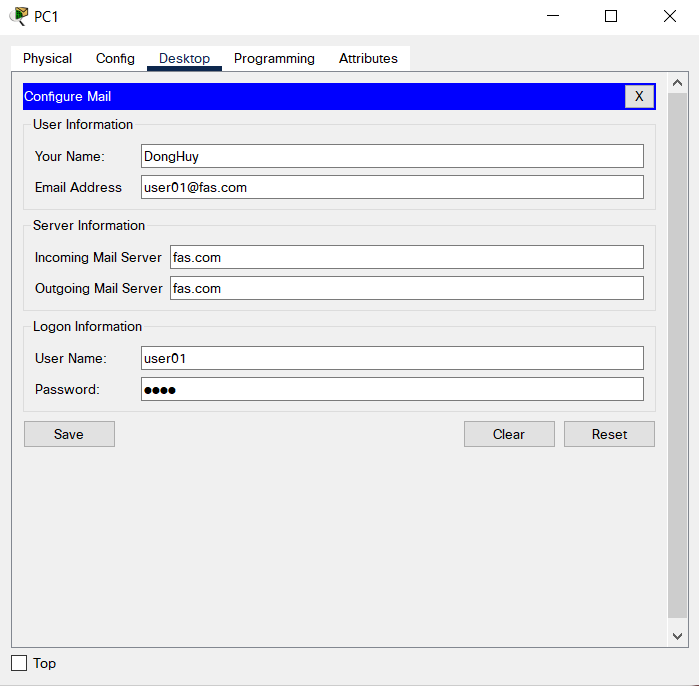 PC1
Physical Config Desktop Programming Attributes
Configure Mail X
User Information
Your Name: DongHuy
Email Address user01@fas.com
Server Information
Incoming Mail Server fas.com
Outgoing Mail Server fas.com
Logon Information
User Name: user01
Password: ●●●●
Save Clear Reset
Top